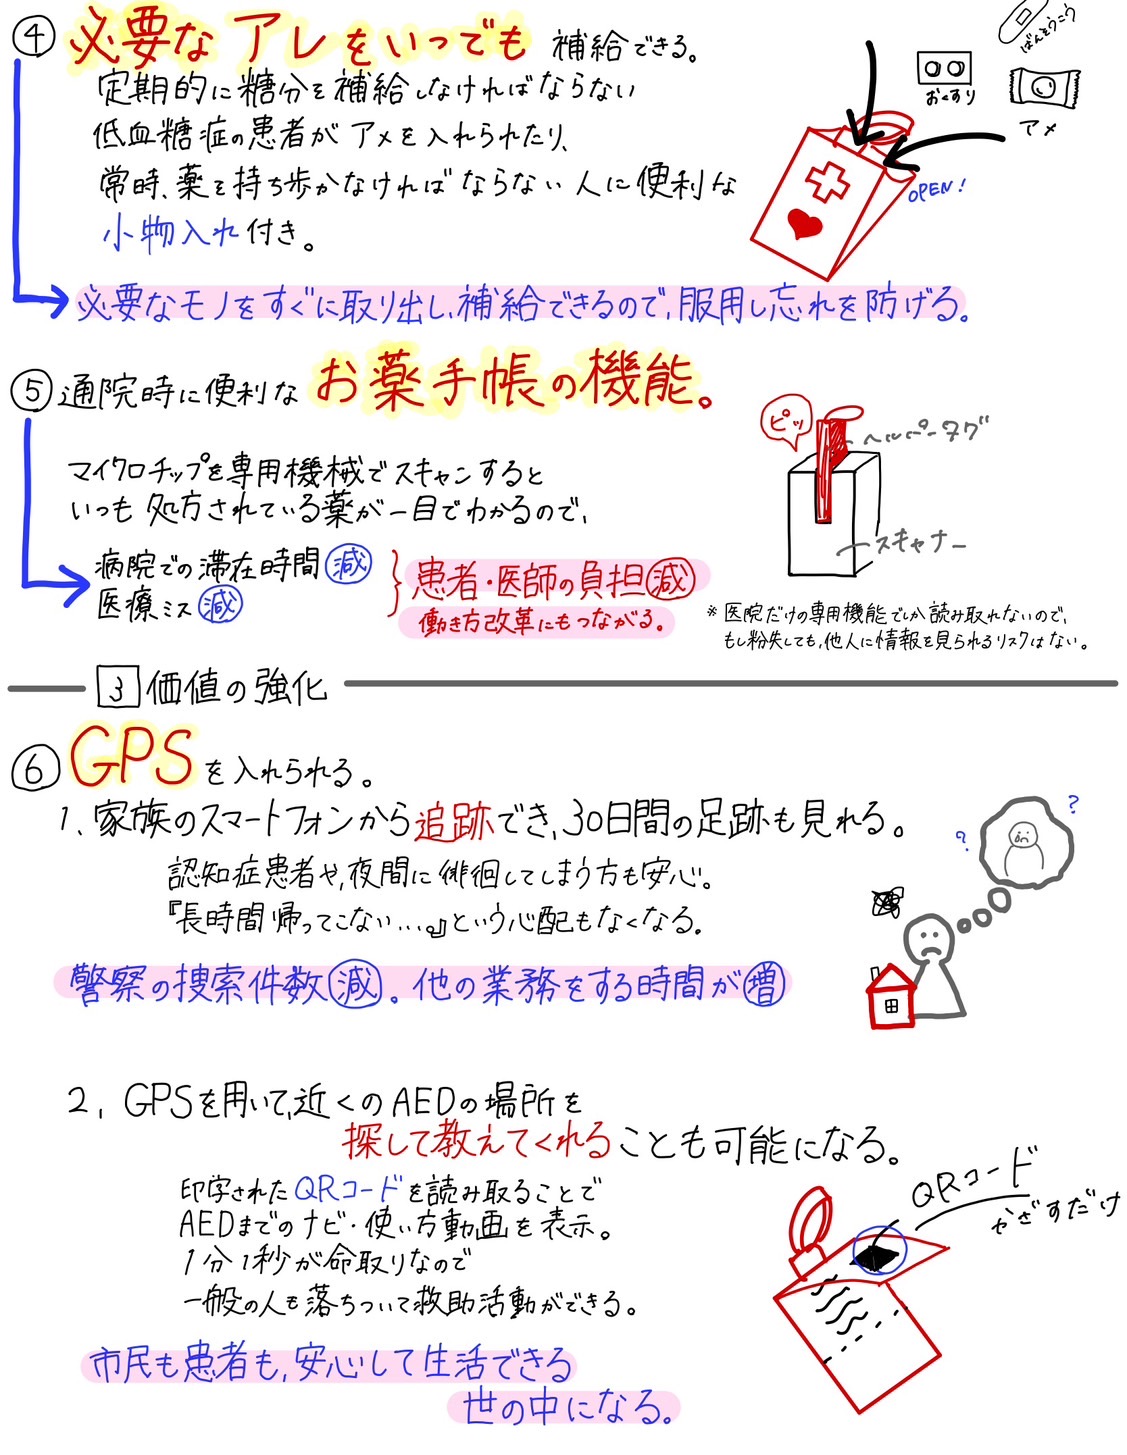 ④ 必要なアレをいつでも 補給できる。
定期的に糖分を補給しなければならない
低血糖症の患者がアメを入れられたり、
常時、薬を持ち歩かなければならない人に便利な
小物入れ付き。
ばんそうこう
おくすり
アメ
OPEN!
必要なモノをすぐに取り出し、補給できるので、服用し忘れを防げる。
⑤ 通院時に便利な お薬手帳の機能。
マイクロチップを専用機械でスキャンすると
いつも処方されている薬が一目でわかるので、
病院での滞在時間 減
医療ミス 減
患者・医師の負担 減
働き方改革にもつながる。
ピッ
ヘルパータグ
スキャナー
※医院だけの専用機能でしか読み取れないので、
もし紛失しても、他人に情報を見られるリスクはない。
3 価値の強化
⑥ GPSを入れられる。
1、家族のスマートフォンから追跡でき、30日間の足跡も見れる。
認知症患者や、夜間に徘徊してしまう方も安心。
『長時間帰ってこない...。』という心配もなくなる。
? ?
警察の捜索件数 減。他の業務をする時間が 増
2、GPSを用いて、近くのAEDの場所を
探して教えてくれることも可能になる。
印字されたQRコードを読み取ることで
AEDまでのナビ・使い方動画を表示。
1分1秒が命取りなので
一般の人も落ちついて救助活動ができる。
QRコード
かざすだけ
市民も患者も、安心して生活できる
世の中になる。